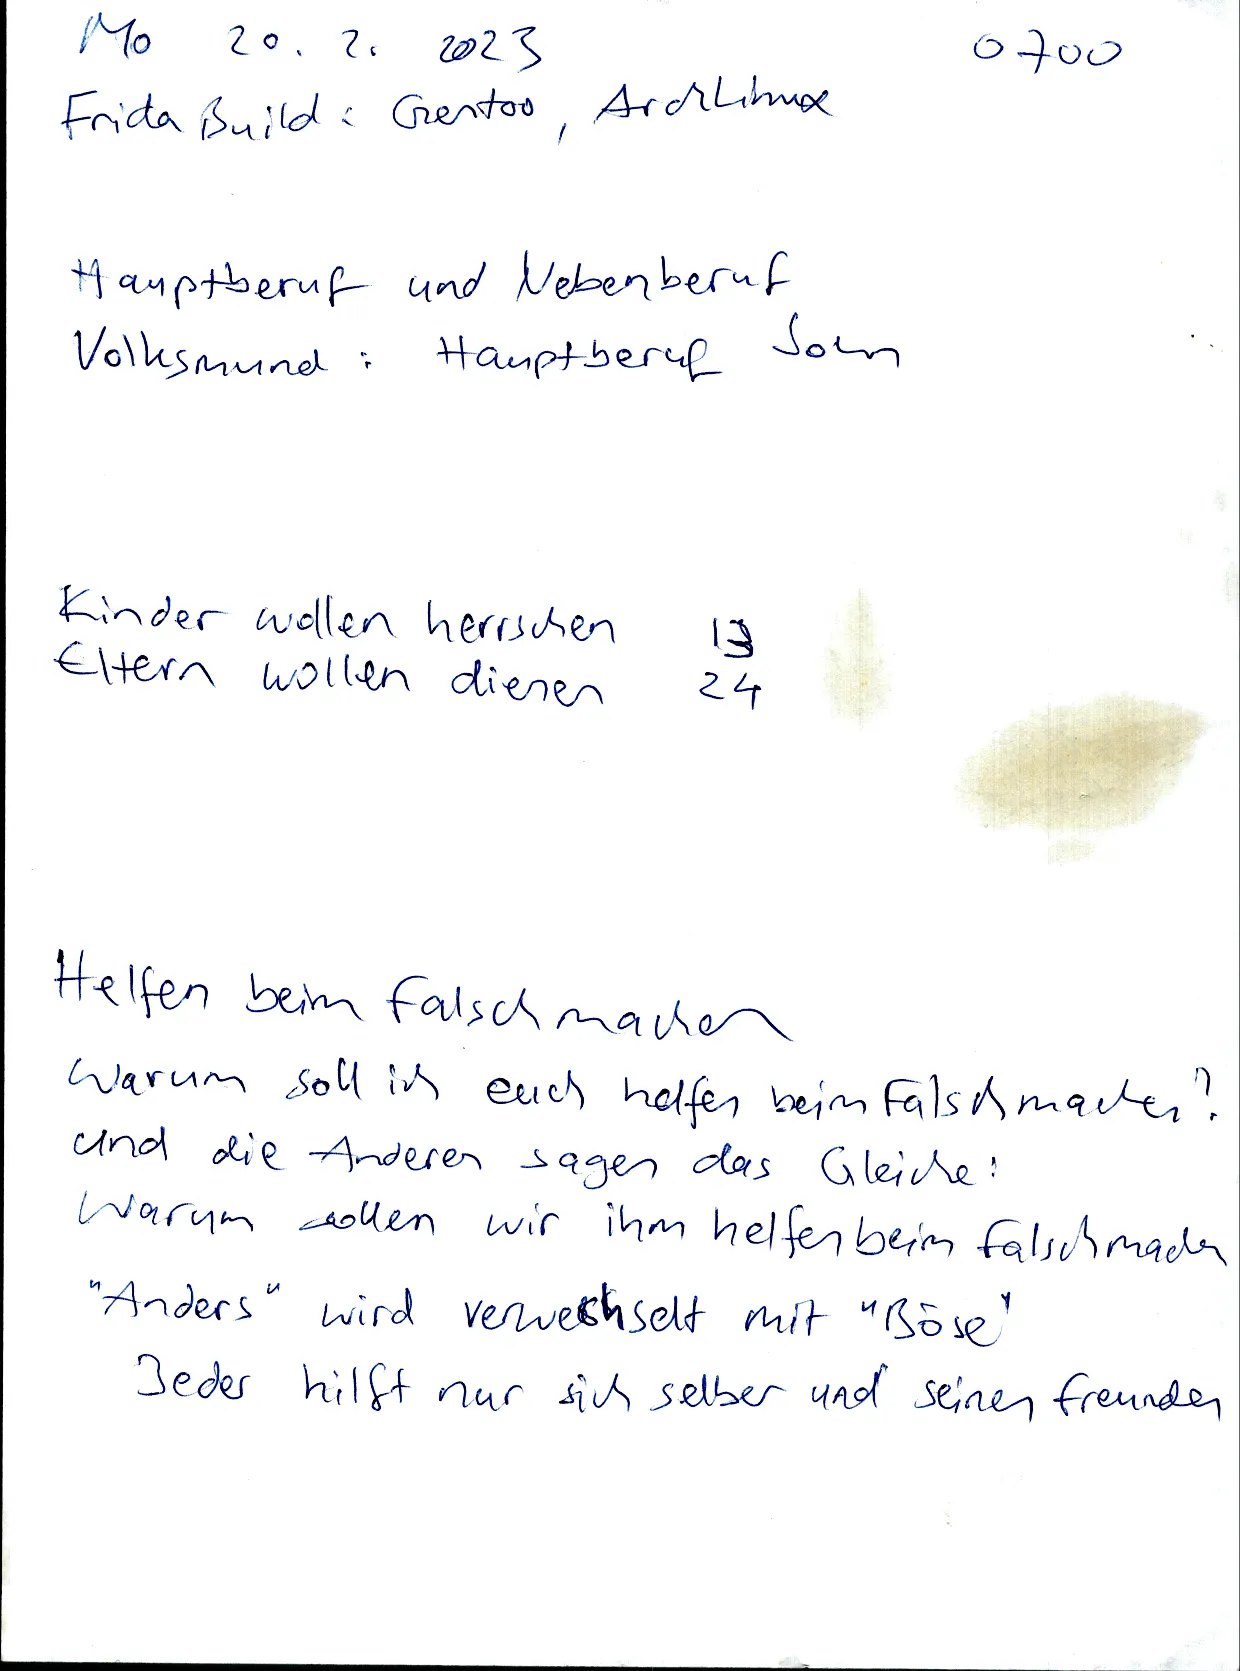 Mo 20. 2. 2023 0700
Frida Build: Gentoo, ArchLinux
Hauptberuf und Nebenberuf
Volksmund: Hauptberuf Sohn
Kinder wollen herrschen 13
Eltern wollen dienen 24
Helfen beim Falschmachen
Warum soll ich euch helfen beim Falschmachen?
Und die Anderen sagen das Gleiche:
Warum sollen wir ihm helfen beim Falschmachen
"Anders" wird verwechselt mit "Böse"
Jeder hilft nur sich selber und seinen Freunden